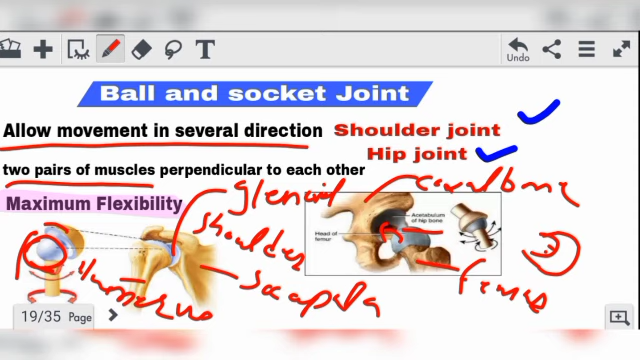 Undo
Ball and socket Joint
Allow movement in several direction
Shoulder joint
Hip joint
two pairs of muscles perpendicular to each other
Maximum Flexibility
glenoid
shoulder
scapula
Humerus
Acetabulum
of hip bone
Head of
femur
femur
19/35 Page